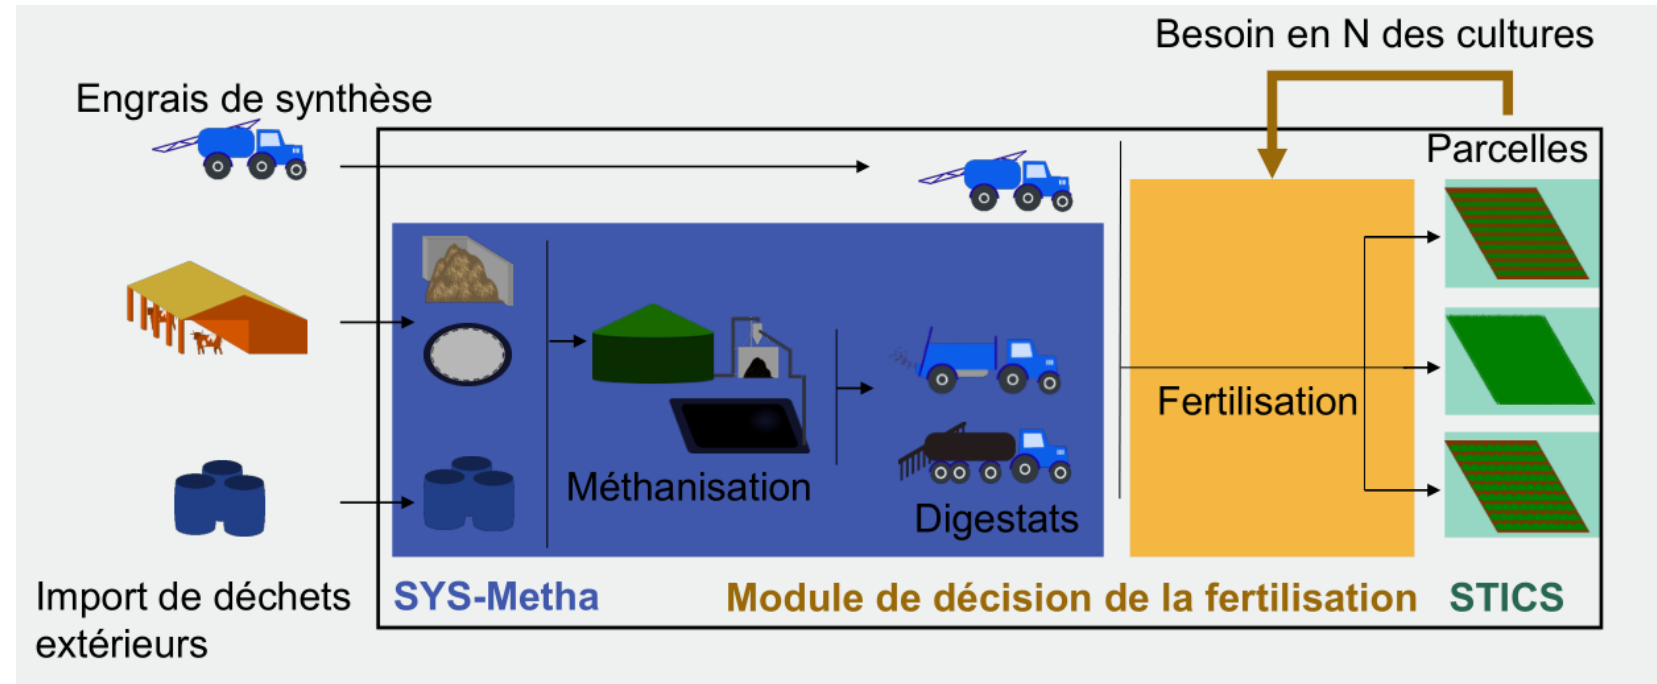 Besoin en N des cultures
Engrais de synthèse
Parcelles
Fertilisation
Méthanisation
Digestats
Import de déchets
extérieurs
SYS-Metha
Module de décision de la fertilisation
STICS